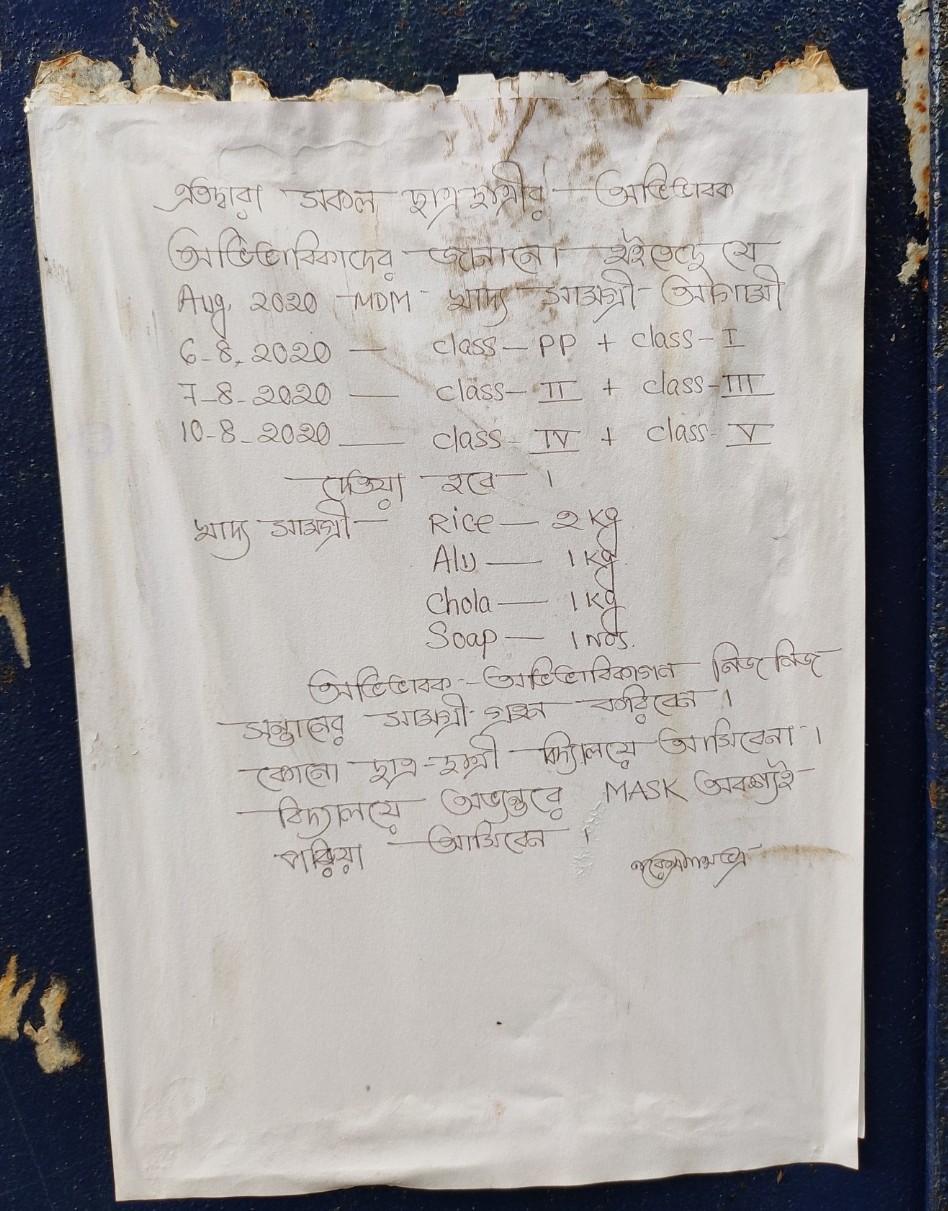 এতদ্বারা সকল ছাত্রছাত্রীর অভিভাবক
অভিভাবিকাদের জানানো হইতেছে যে
Aug, 2020 MDM খাদ্য সামগ্রী আগামী
6-8-2020 — class - PP + class - I
7-8-2020 — class - II + class - III
10-8-2020 — class - IV + class - V
দেওয়া হবে ।
খাদ্য সামগ্রী - Rice — 2 Kg
Alu — 1 Kg
Chola — 1 Kg
Soap — 1 Nos.
অভিভাবক - অভিভাবিকাগন নিজ নিজ
সন্তানের সামগ্রী গ্রহন করিবেন ।
কোনো ছাত্র-ছাত্রী বিদ্যালয়ে আসিবেনা ।
বিদ্যালয়ে অভ্যন্তরে MASK অবশ্যই
পরিয়া আসিবেন ।